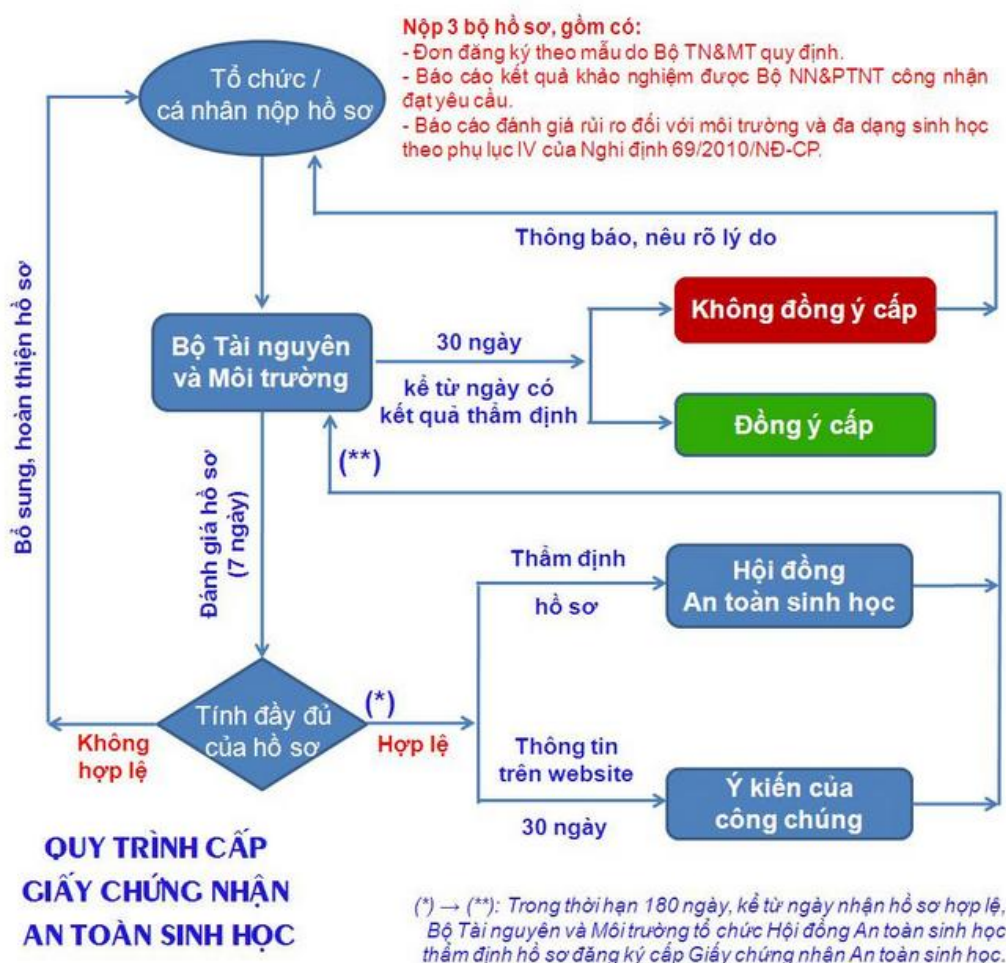 Nộp 3 bộ hồ sơ, gồm có:
- Đơn đăng ký theo mẫu do Bộ TN&MT quy định.
- Báo cáo kết quả khảo nghiệm được Bộ NN&PTNT công nhận
đạt yêu cầu.
- Báo cáo đánh giá rủi ro đối với môi trường và đa dạng sinh học
theo phụ lục IV của Nghi định 69/2010/NĐ-CP.
Tổ chức /
cá nhân nộp hồ sơ
Thông báo, nêu rõ lý do
Bổ sung, hoàn thiện hồ sơ
Bộ Tài nguyên
và Môi trường
30 ngày
kể từ ngày có
kết quả thẩm định
Không đồng ý cấp
Đồng ý cấp
(**)
Đánh giá hồ sơ
(7 ngày)
Thẩm định
hồ sơ
Hội đồng
An toàn sinh học
Tính đầy đủ
của hồ sơ
(*)
Không
hợp lệ
Hợp lệ
Thông tin
trên website
30 ngày
Ý kiến của
công chúng
QUY TRÌNH CẤP
GIẤY CHỨNG NHẬN
AN TOÀN SINH HỌC
(*) → (**): Trong thời hạn 180 ngày, kể từ ngày nhận hồ sơ hợp lệ,
Bộ Tài nguyên và Môi trường tổ chức Hội đồng An toàn sinh học
thẩm định hồ sơ đăng ký cấp Giấy chứng nhận An toàn sinh học.